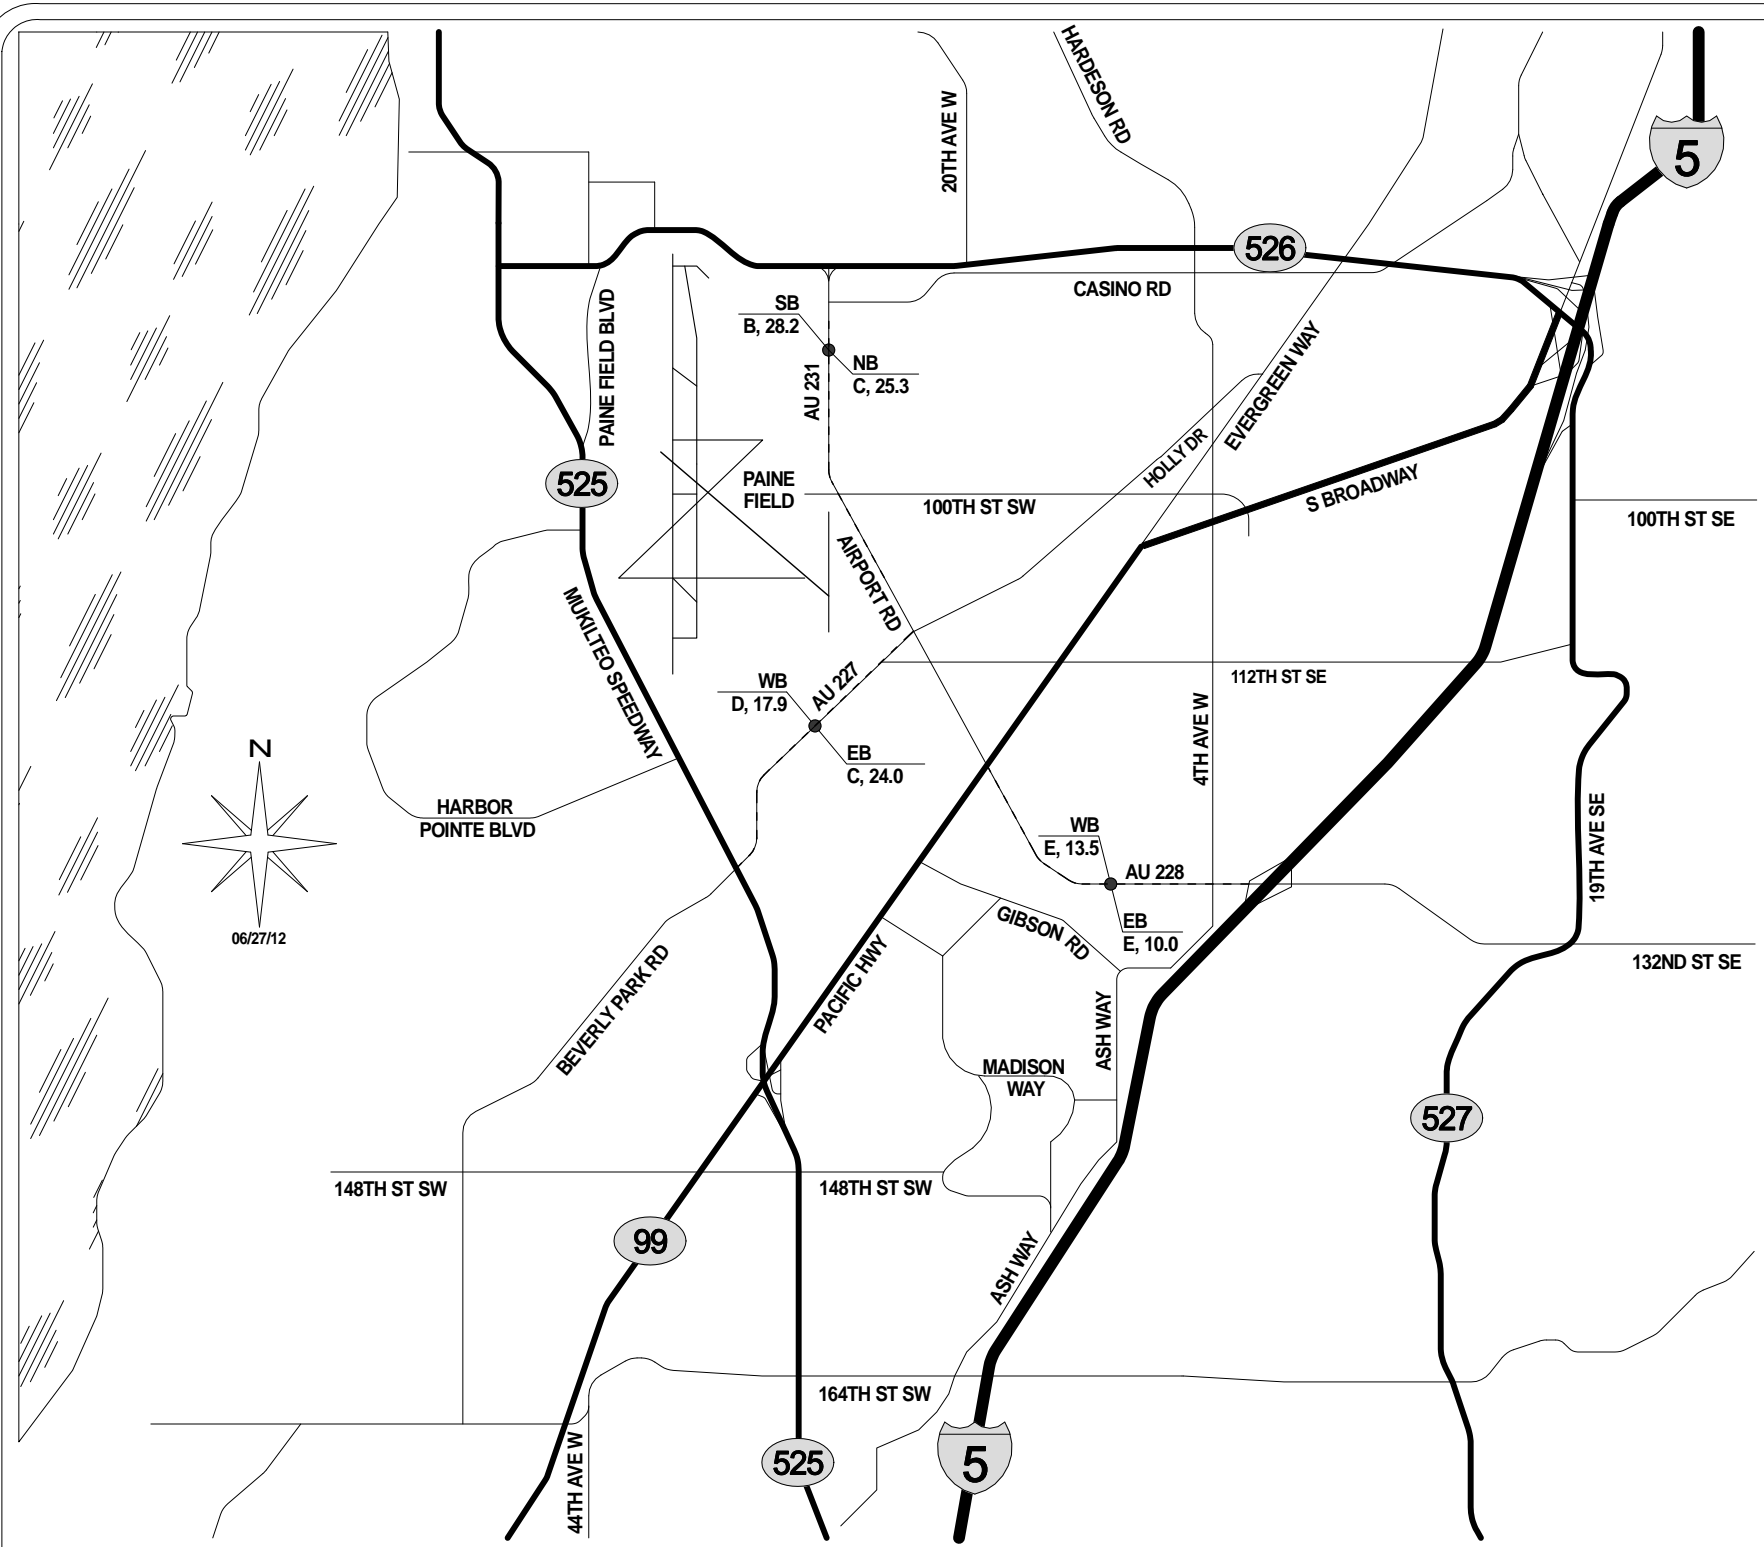 HARDESON RD
20TH AVE W
5
526
CASINO RD
SB
B, 28.2
NB
C, 25.3
AU 231
PAINE FIELD BLVD
EVERGREEN WAY
HOLLY DR
525
PAINE
FIELD
100TH ST SW
S BROADWAY
100TH ST SE
AIRPORT RD
MUKILTEO SPEEDWAY
AU 227
WB
D, 17.9
EB
C, 24.0
112TH ST SE
4TH AVE W
N
06/27/12
HARBOR
POINTE BLVD
WB
E, 13.5
AU 228
EB
E, 10.0
19TH AVE SE
GIBSON RD
132ND ST SE
PACIFIC HWY
BEVERLY PARK RD
ASH WAY
MADISON
WAY
527
148TH ST SW
148TH ST SW
99
ASH WAY
164TH ST SW
44TH AVE W
525
5